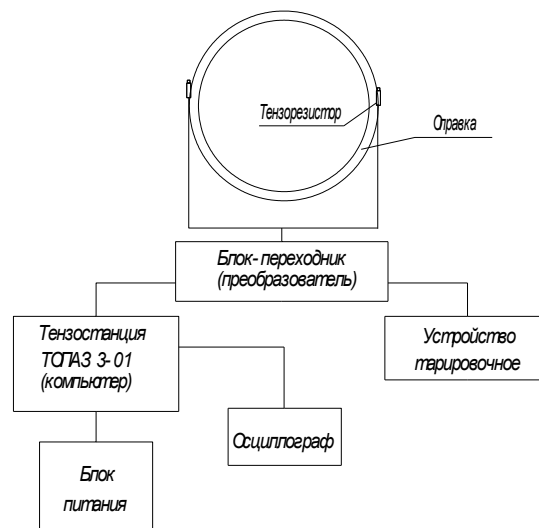 Тензорезистор
Оправка
Блок- переходник
(преобразователь)
Тензостанция
ТОПАЗ 3- 01
(компьютер)
Устройство
тарировочное
Осциллограф
Блок
питания